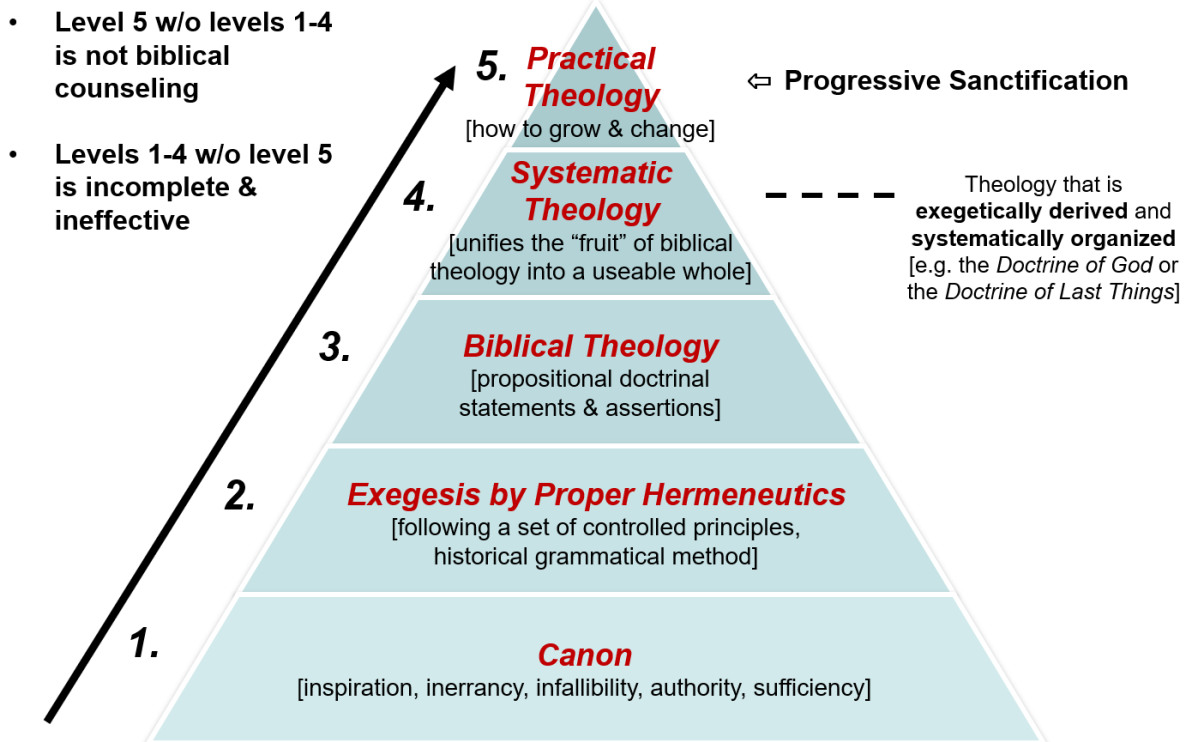 • Level 5 w/o levels 1-4
is not biblical
counseling
• Levels 1-4 w/o level 5
is incomplete &
ineffective
5. Practical
Theology
[how to grow & change]
⇦ Progressive Sanctification
4. Systematic
Theology
[unifies the “fruit” of biblical
theology into a useable whole]
Theology that is
exegetically derived and
systematically organized
[e.g. the Doctrine of God or
the Doctrine of Last Things]
3. Biblical Theology
[propositional doctrinal
statements & assertions]
2. Exegesis by Proper Hermeneutics
[following a set of controlled principles,
historical grammatical method]
1. Canon
[inspiration, inerrancy, infallibility, authority, sufficiency]